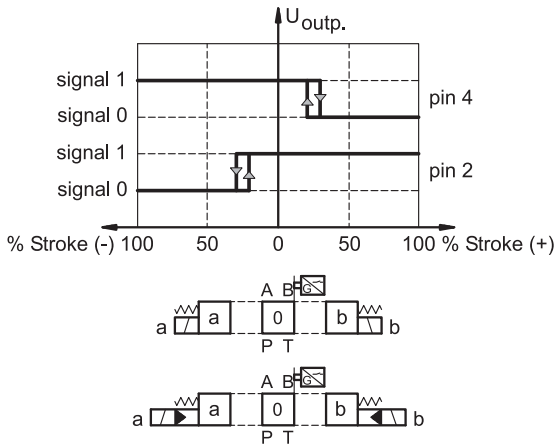 U outp.
signal 1
signal 0
pin 4
signal 1
signal 0
pin 2
% Stroke (-) 100 50 0 50 100 % Stroke (+)
A B G
a a 0 b b
P T
A B G
a a 0 b b
P T